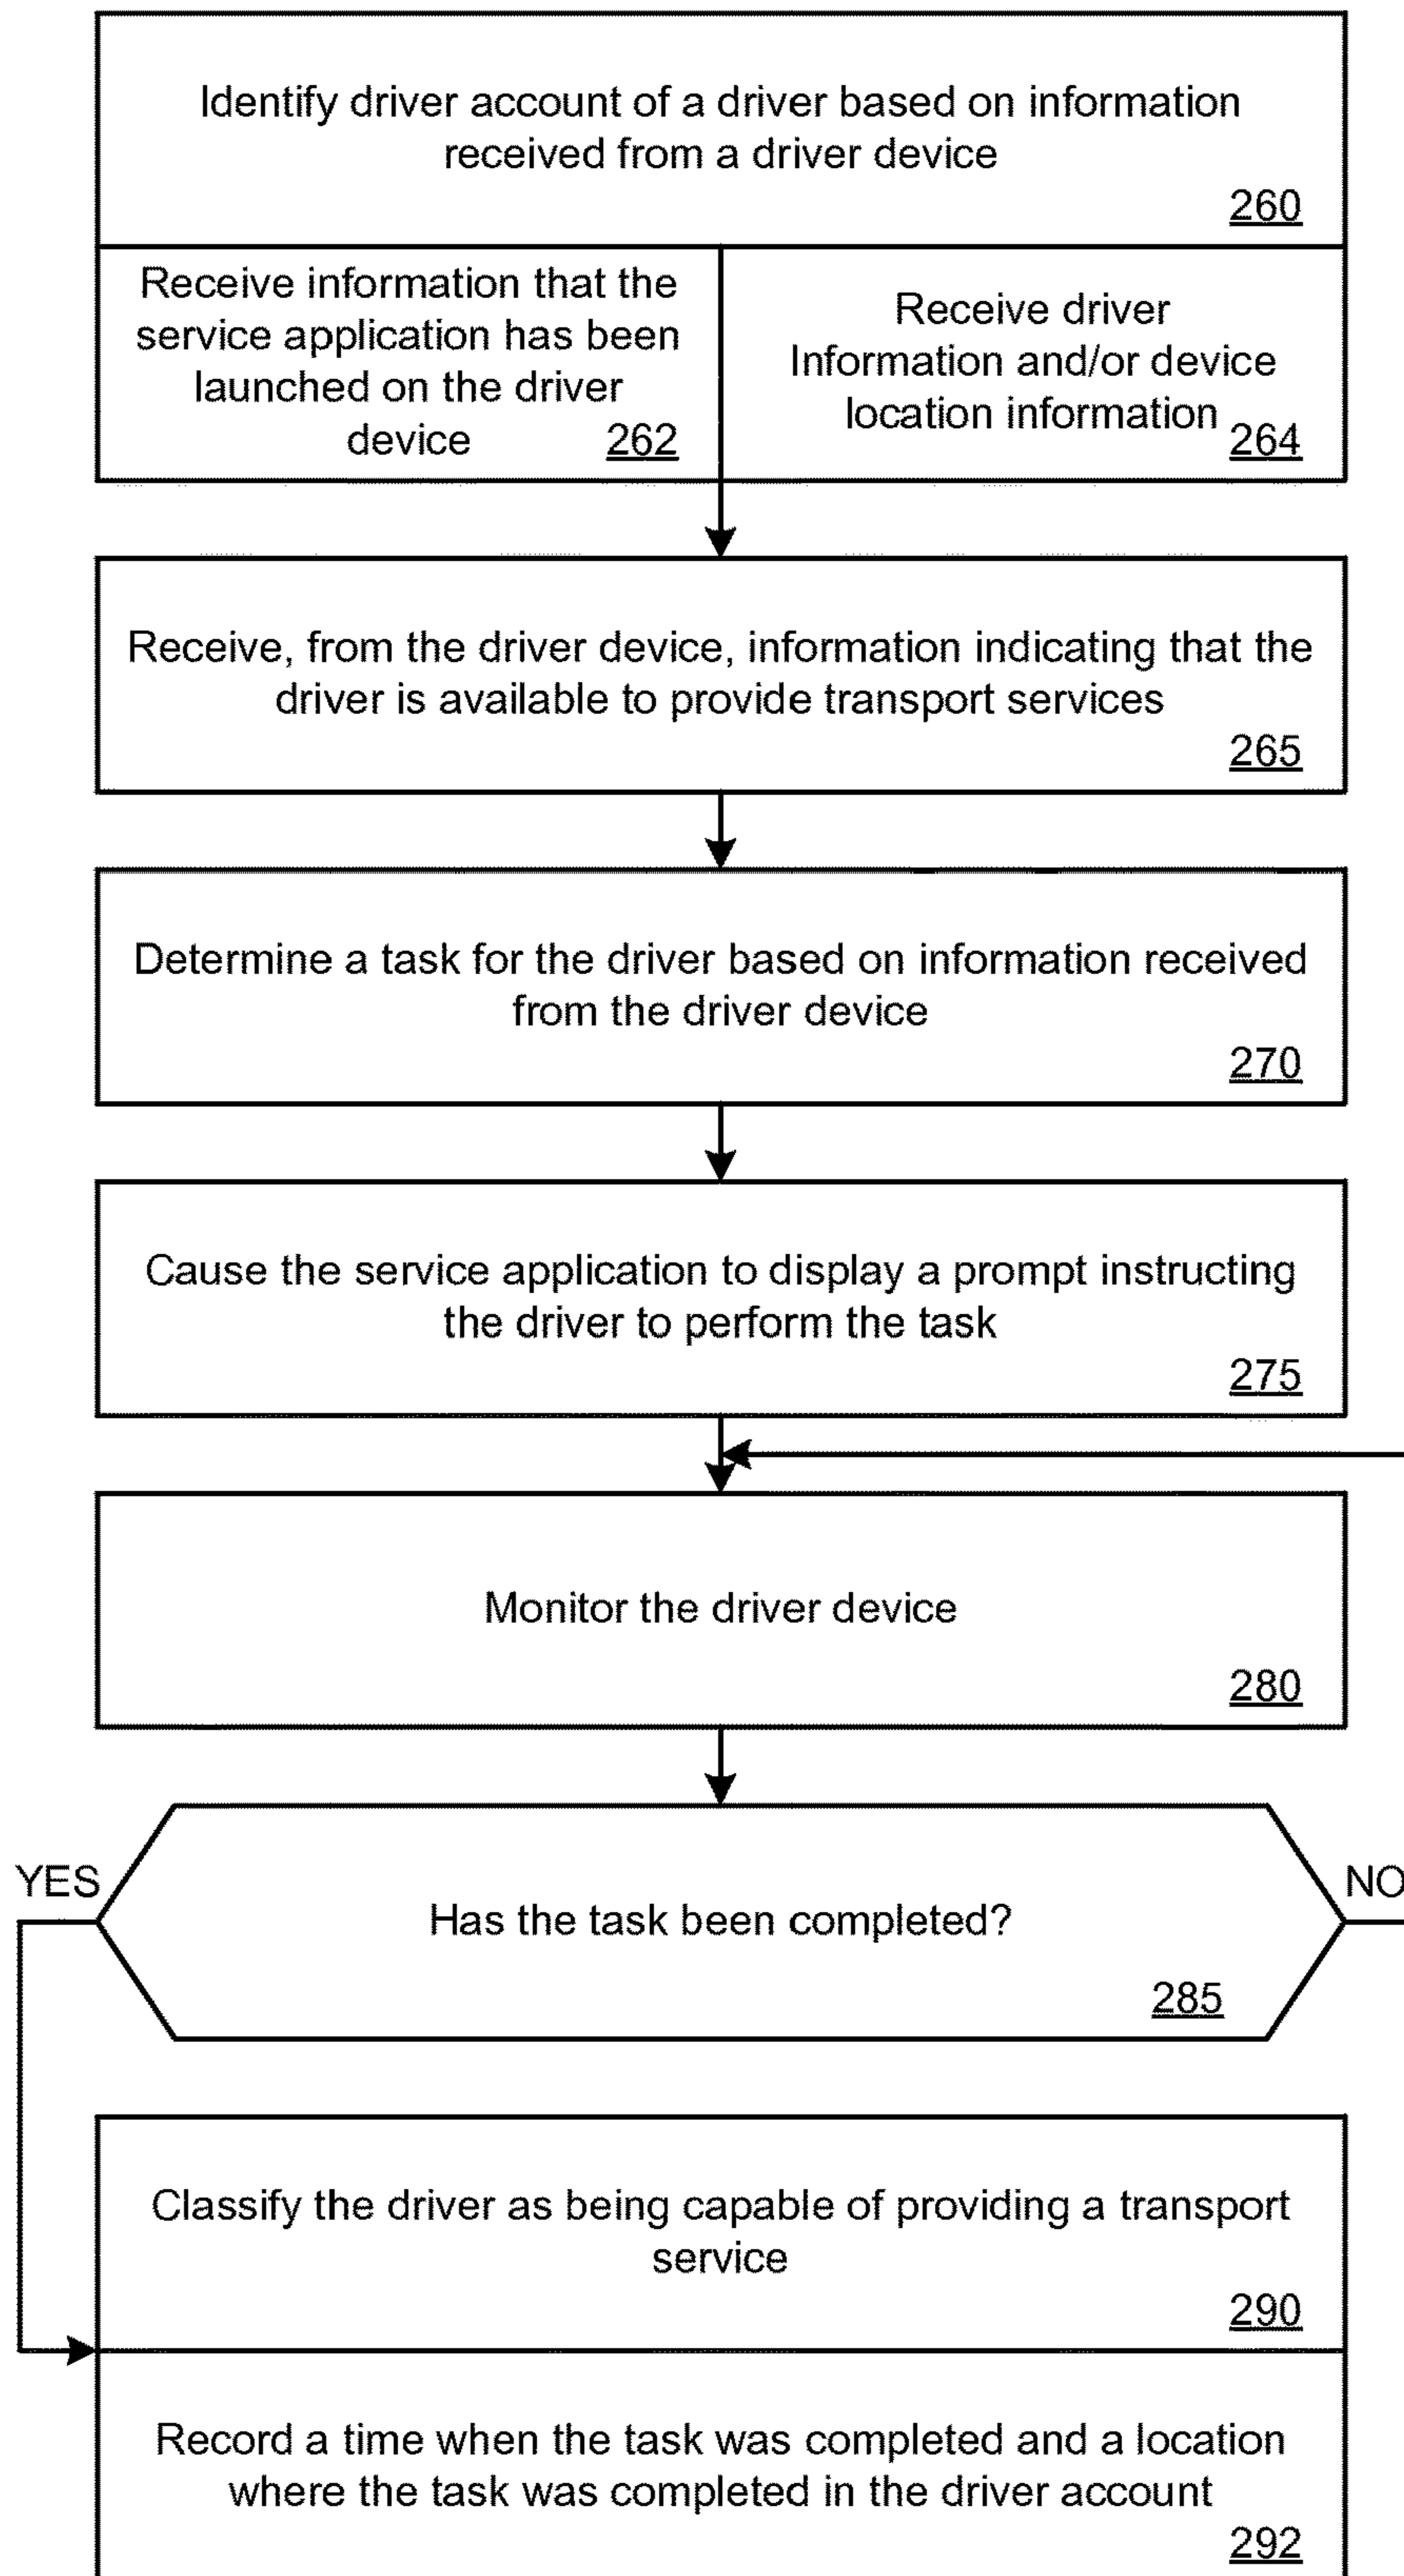 Identify driver account of a driver based on information
received from a driver device
260
Receive information that the
service application has been
launched on the driver
device 262
Receive driver
Information and/or device
location information 264
Receive, from the driver device, information indicating that the
driver is available to provide transport services
265
Determine a task for the driver based on information received
from the driver device
270
Cause the service application to display a prompt instructing
the driver to perform the task
275
Monitor the driver device
280
YES
NO
Has the task been completed?
285
Classify the driver as being capable of providing a transport
service
290
Record a time when the task was completed and a location
where the task was completed in the driver account
292